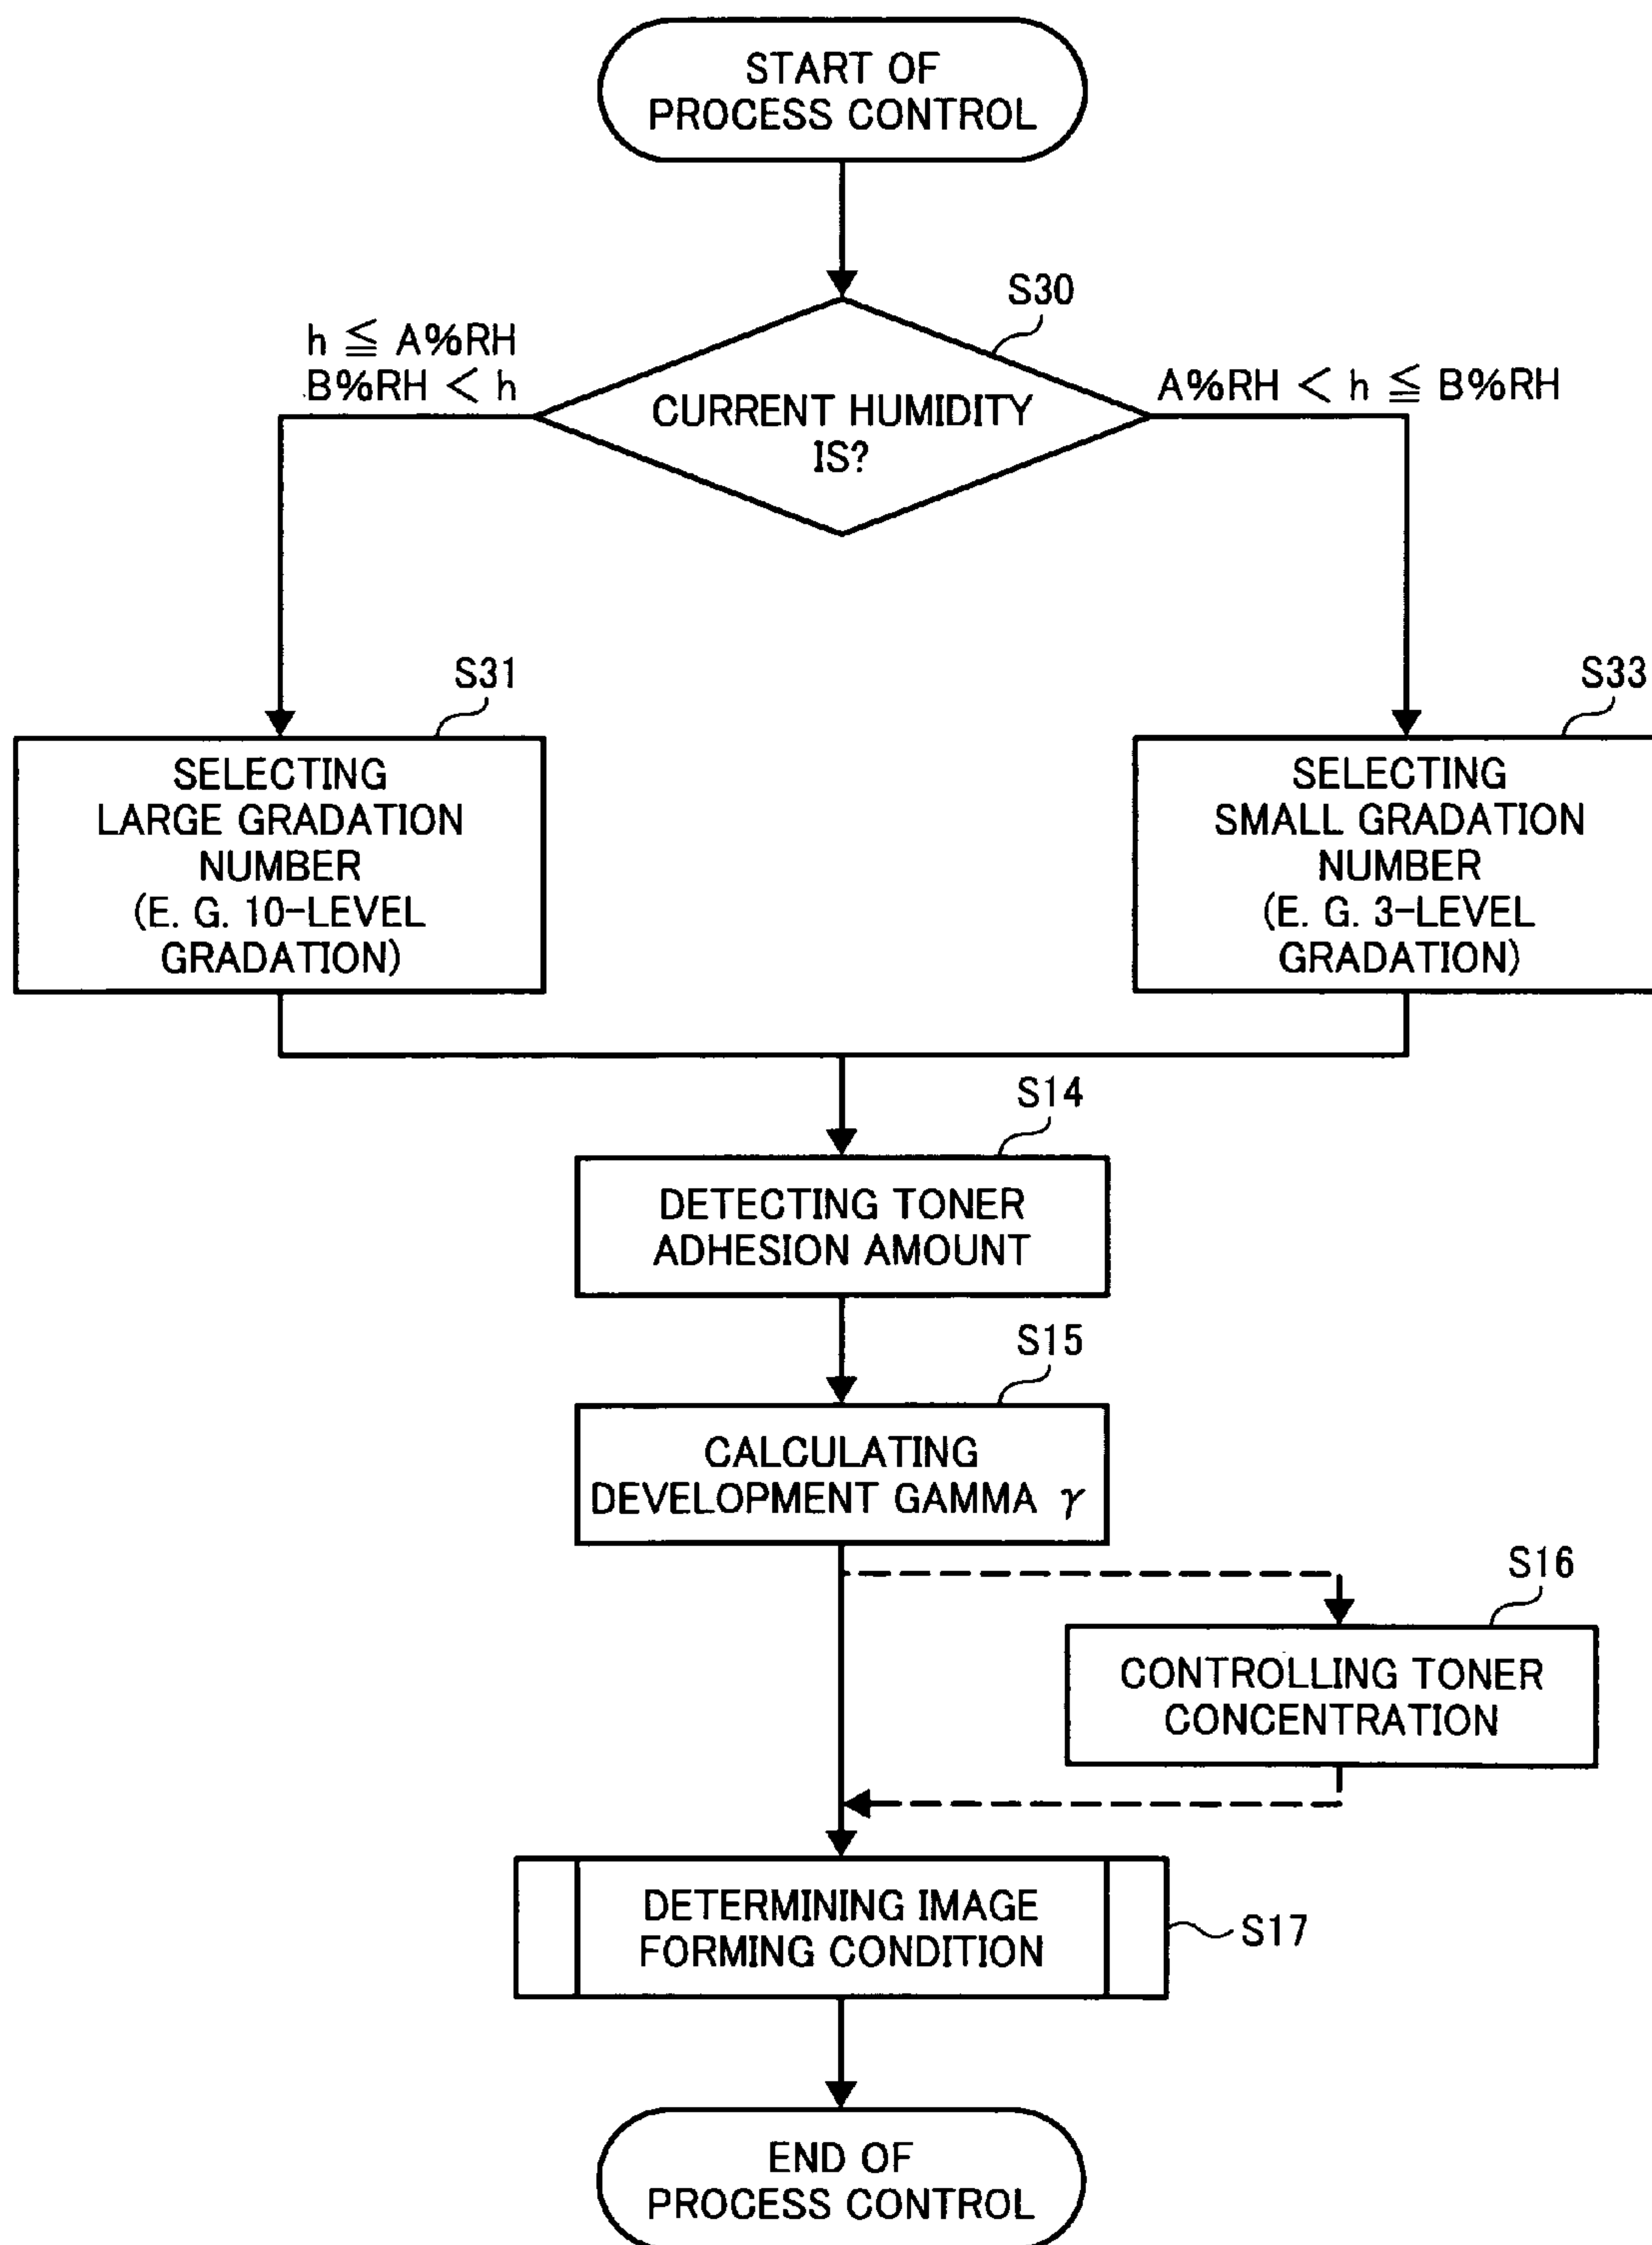 START OF
PROCESS CONTROL
S30
h ≦ A%RH
B%RH < h
A%RH < h ≦ B%RH
CURRENT HUMIDITY
IS?
S31
SELECTING
LARGE GRADATION
NUMBER
(E. G. 10-LEVEL
GRADATION)
S33
SELECTING
SMALL GRADATION
NUMBER
(E. G. 3-LEVEL
GRADATION)
S14
DETECTING TONER
ADHESION AMOUNT
S15
CALCULATING
DEVELOPMENT GAMMA γ
S16
CONTROLLING TONER
CONCENTRATION
DETERMINING IMAGE
FORMING CONDITION
S17
END OF
PROCESS CONTROL